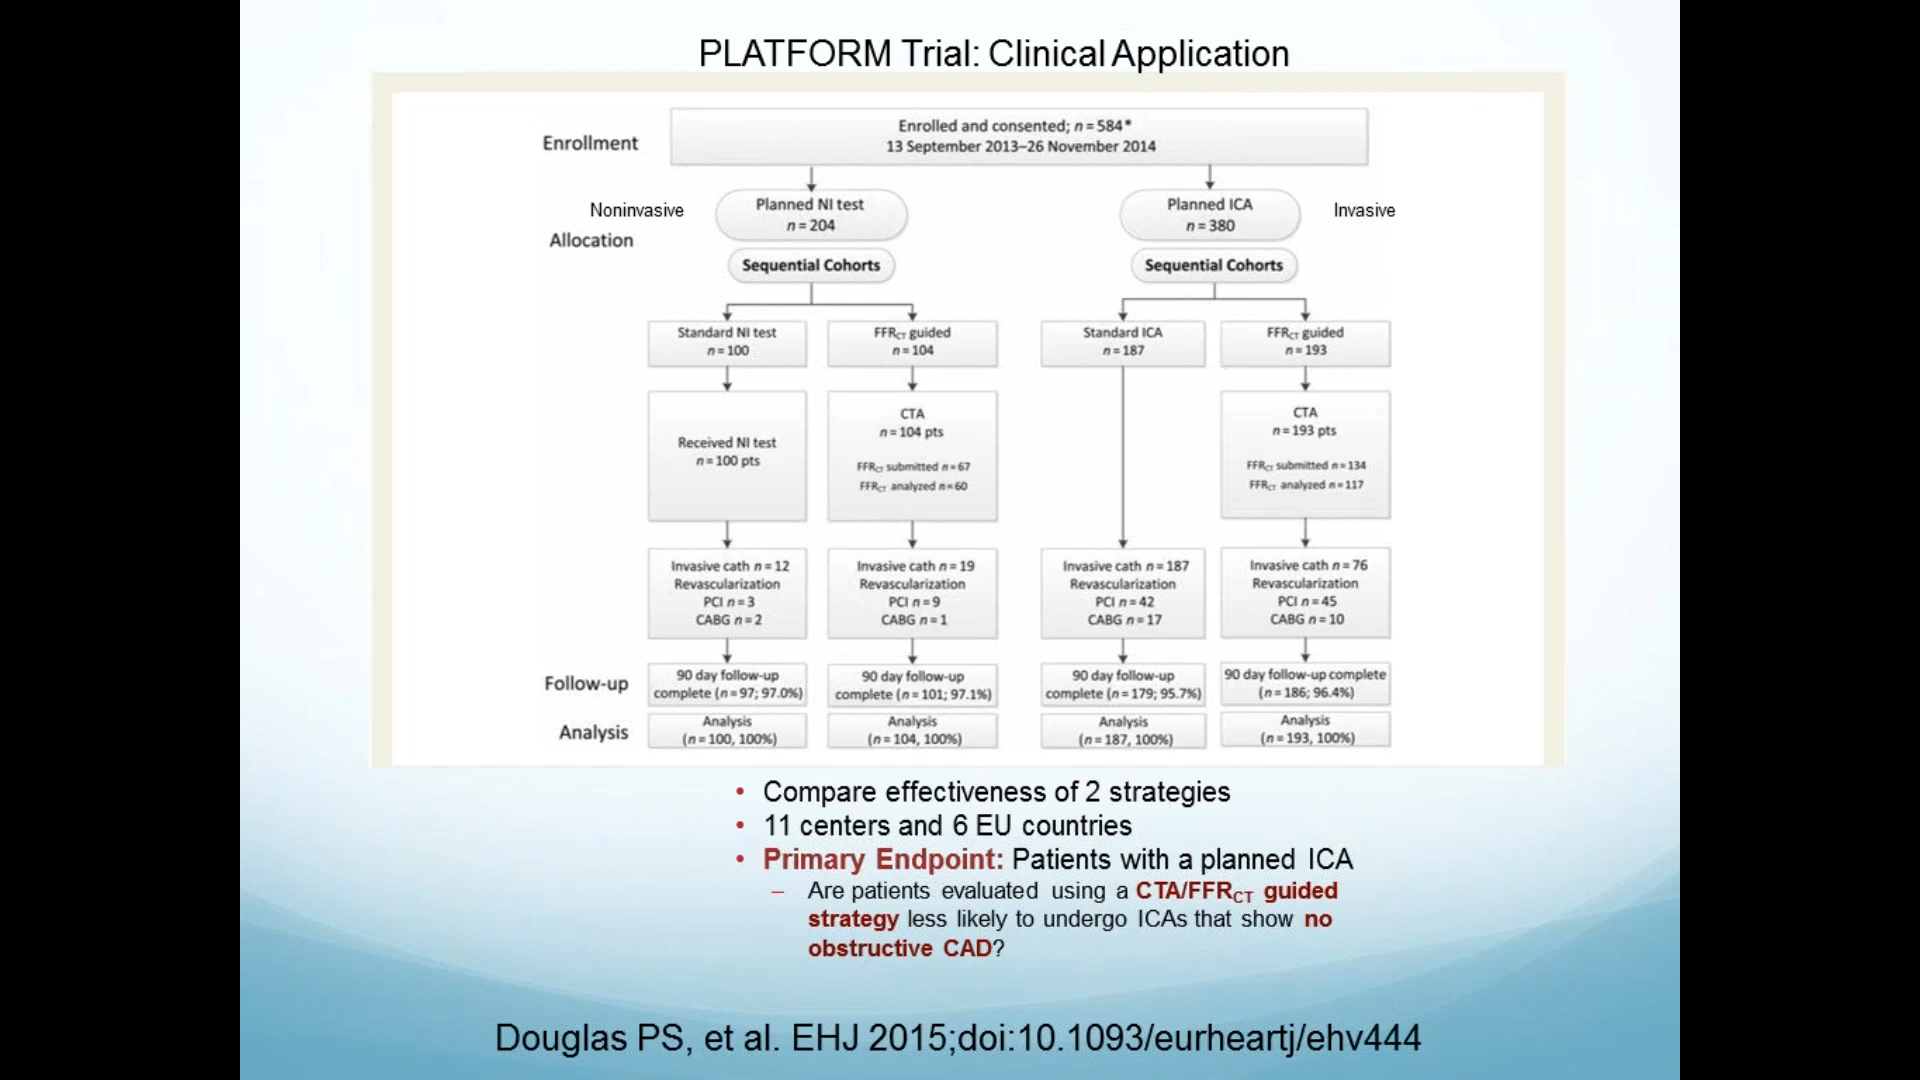 PLATFORM Trial: Clinical Application
Enrollment
Enrolled and consented; n = 584*
13 September 2013–26 November 2014
Noninvasive
Planned NI test
n = 204
Planned ICA
n = 380
Invasive
Allocation
Sequential Cohorts
Sequential Cohorts
Standard NI test
n = 100
FFRCT guided
n = 104
Standard ICA
n = 187
FFRCT guided
n = 193
Received NI test
n = 100 pts
CTA
n = 104 pts
FFRCT submitted n = 67
FFRCT analyzed n = 60
CTA
n = 193 pts
FFRCT submitted n = 134
FFRCT analyzed n = 117
Invasive cath n = 12
Revascularization
PCI n = 3
CABG n = 2
Invasive cath n = 19
Revascularization
PCI n = 9
CABG n = 1
Invasive cath n = 187
Revascularization
PCI n = 42
CABG n = 17
Invasive cath n = 76
Revascularization
PCI n = 45
CABG n = 10
Follow-up
90 day follow-up
complete (n = 97; 97.0%)
90 day follow-up
complete (n = 101; 97.1%)
90 day follow-up
complete (n = 179; 95.7%)
90 day follow-up complete
(n = 186; 96.4%)
Analysis
Analysis
(n = 100, 100%)
Analysis
(n = 104, 100%)
Analysis
(n = 187, 100%)
Analysis
(n = 193, 100%)
• Compare effectiveness of 2 strategies
• 11 centers and 6 EU countries
• Primary Endpoint: Patients with a planned ICA
– Are patients evaluated using a CTA/FFRCT guided
strategy less likely to undergo ICAs that show no
obstructive CAD?
Douglas PS, et al. EHJ 2015;doi:10.1093/eurheartj/ehv444